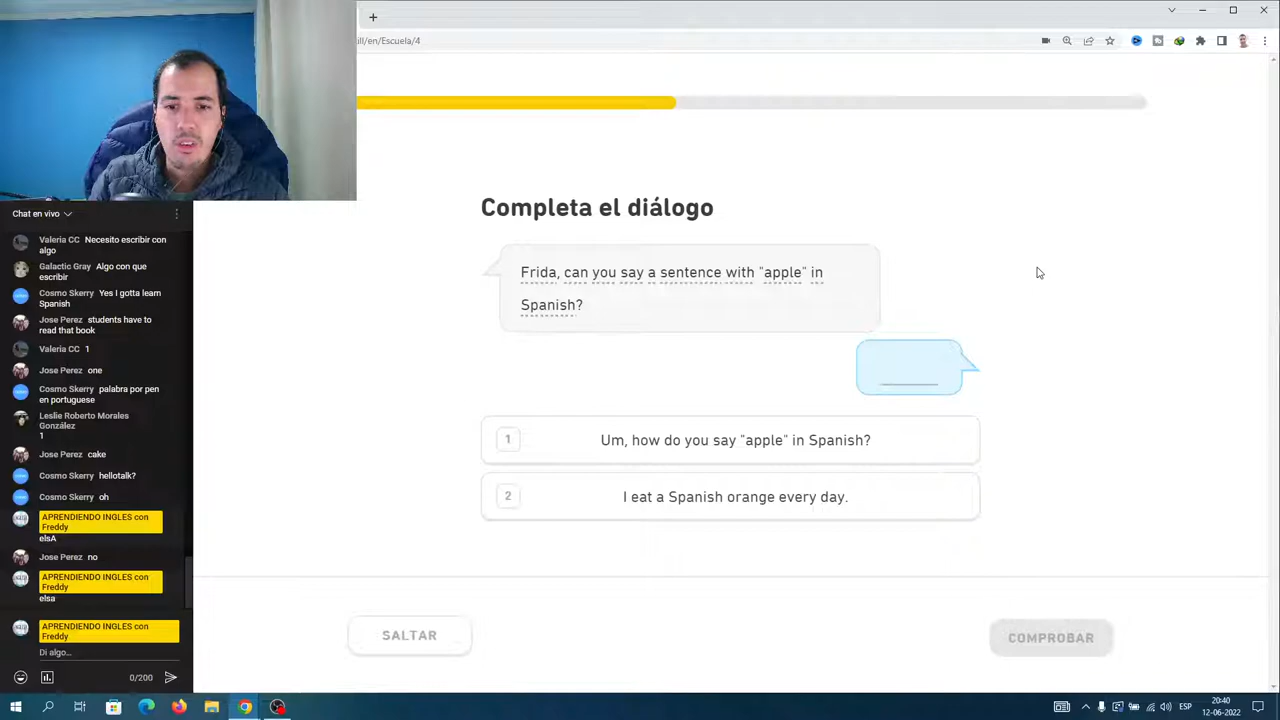 ill/en/Escuela/4
Chat en vivo
Valeria CC Necesito escribir con
algo
Galactic Gray Algo con que
escribir
Cosmo Skerry Yes I gotta learn
Spanish
Jose Perez students have to
read that book
Valeria CC 1
Jose Perez one
Cosmo Skerry palabra por pen
en portuguese
Leslie Roberto Morales
González
1
Jose Perez cake
Cosmo Skerry hellotalk?
Cosmo Skerry oh
APRENDIENDO INGLES con
Freddy
elsA
Jose Perez no
APRENDIENDO INGLES con
Freddy
elsa
APRENDIENDO INGLES con
Freddy
Di algo...
0/200
Completa el diálogo
Frida, can you say a sentence with "apple" in
Spanish?
1 Um, how do you say "apple" in Spanish?
2 I eat a Spanish orange every day.
SALTAR
COMPROBAR
ESP
20:40
12-06-2022